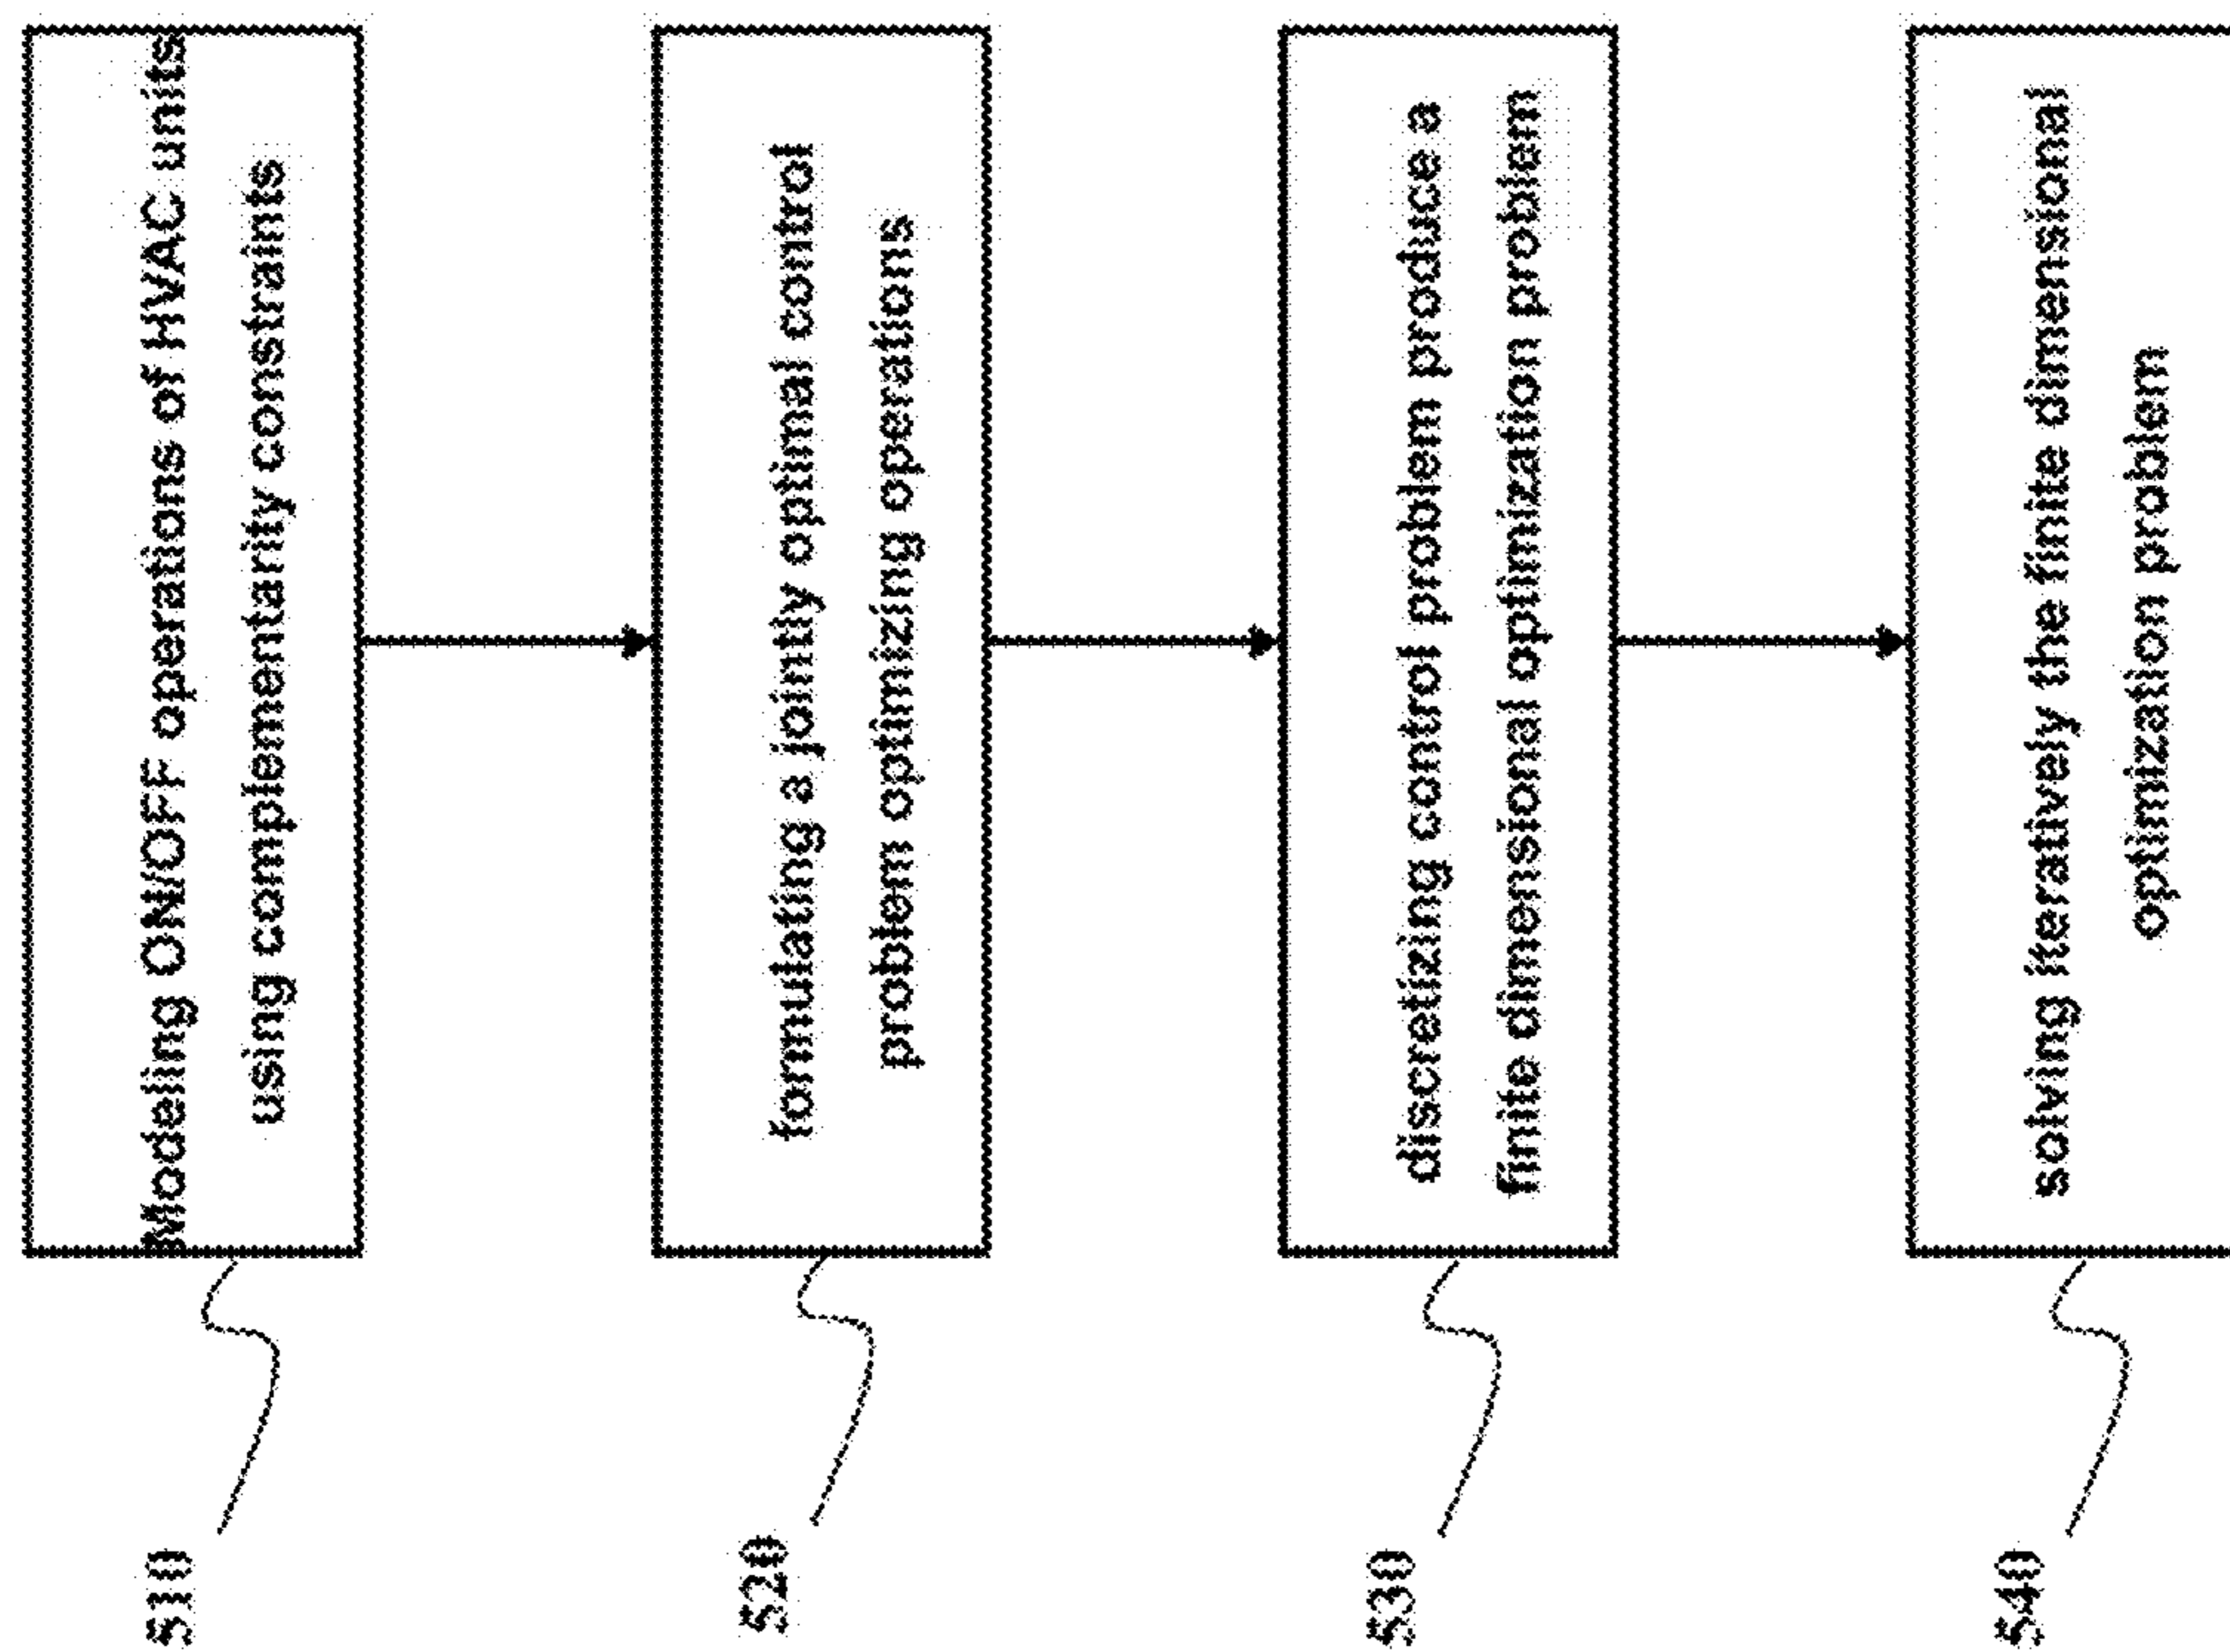 510
Modeling ON/OFF operations of HVAC units
using complementarity constraints
520
formulating a jointly optimal control
problem optimizing operations
530
discretizing control problem produce a
finite dimensional optimization problem
540
solving iteratively the finite dimensional
optimization problem